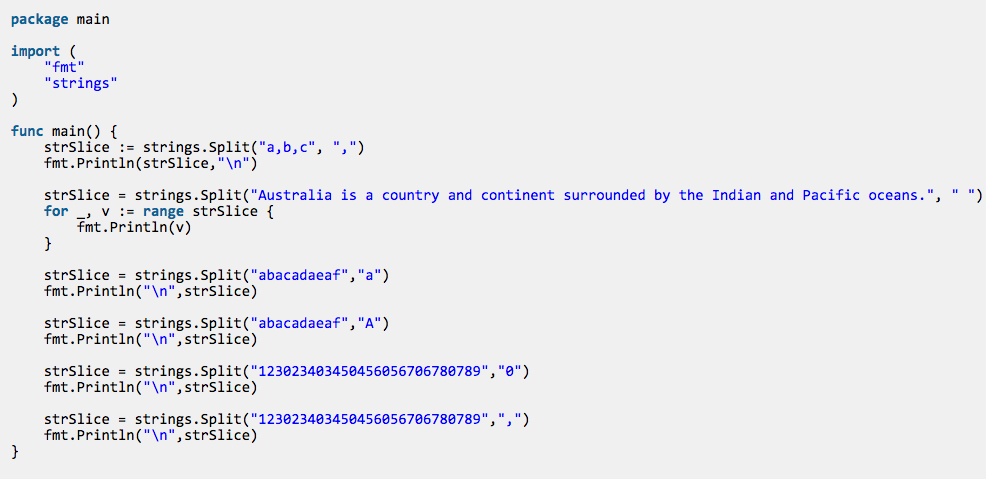 package main

import (
    "fmt"
    "strings"
)

func main() {
    strSlice := strings.Split("a,b,c", ",")
    fmt.Println(strSlice,"\n")

    strSlice = strings.Split("Australia is a country and continent surrounded by the Indian and Pacific oceans.", " ")
    for _, v := range strSlice {
        fmt.Println(v)
    }

    strSlice = strings.Split("abacadaeaf","a")
    fmt.Println("\n",strSlice)

    strSlice = strings.Split("abacadaeaf","A")
    fmt.Println("\n",strSlice)

    strSlice = strings.Split("123023403450456056706780789","0")
    fmt.Println("\n",strSlice)

    strSlice = strings.Split("123023403450456056706780789",",")
    fmt.Println("\n",strSlice)
}